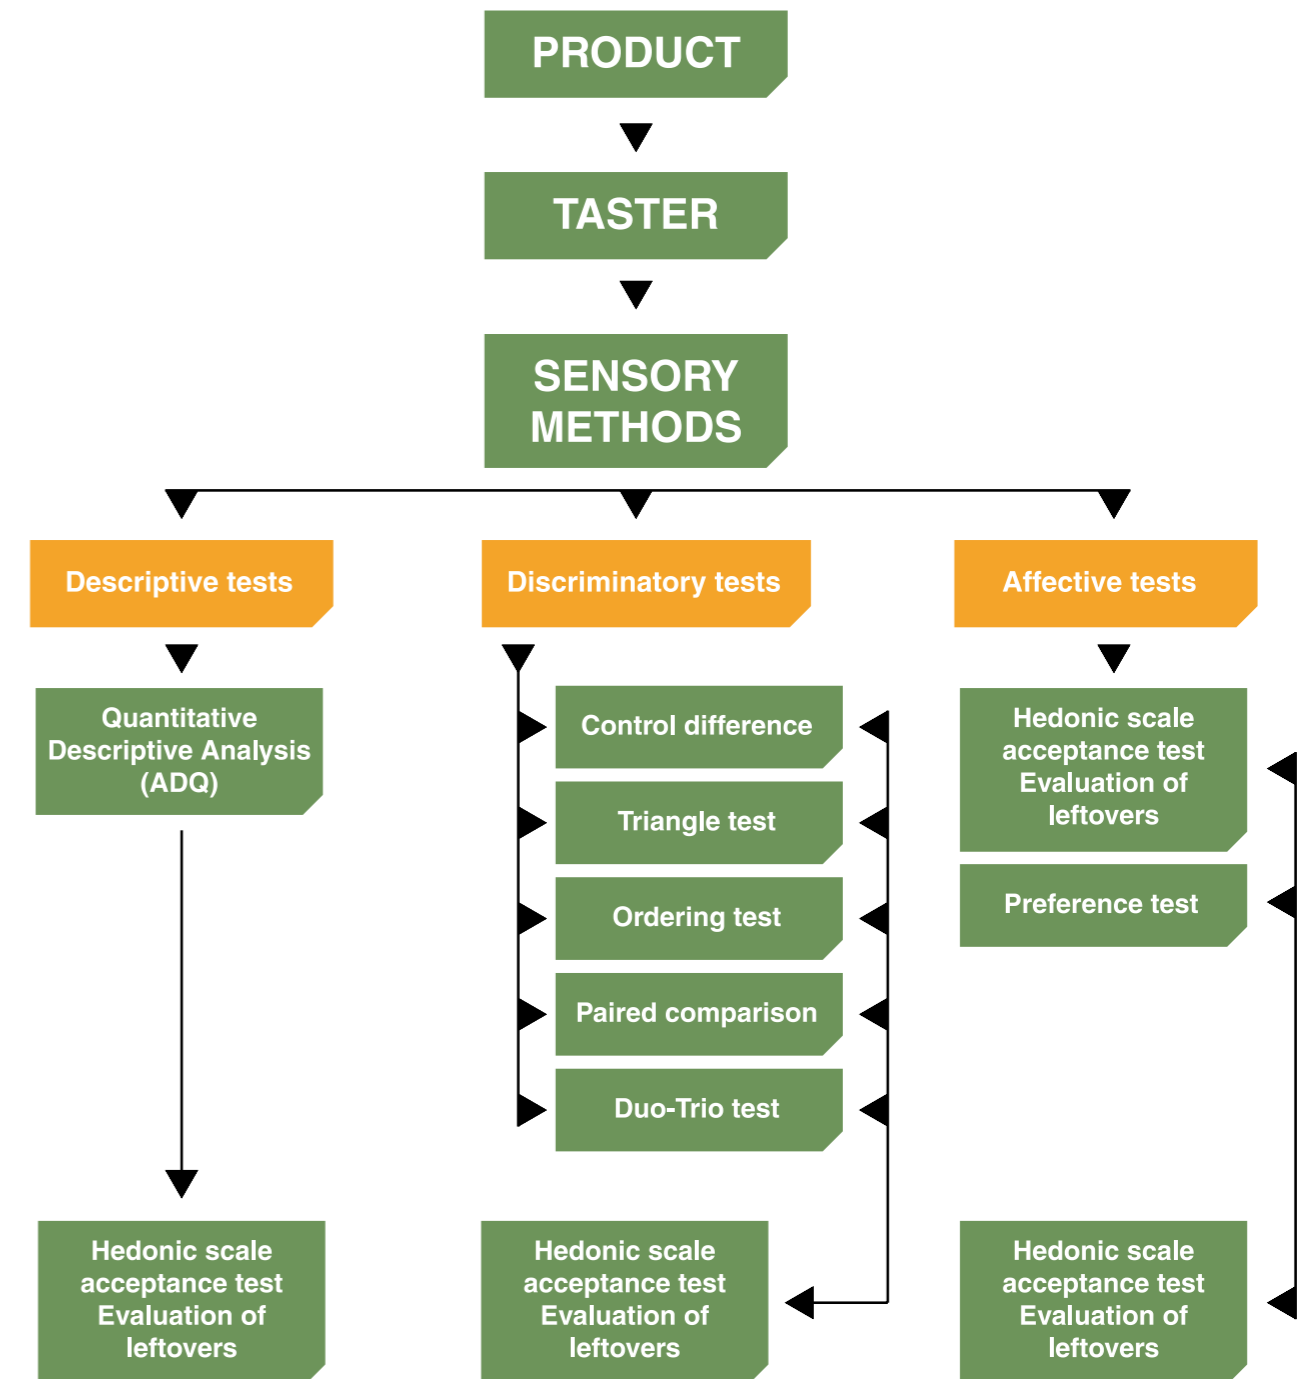 PRODUCT
TASTER
SENSORY
METHODS
Descriptive tests
Discriminatory tests
Affective tests
Quantitative
Descriptive Analysis
(ADQ)
Control difference
Triangle test
Ordering test
Paired comparison
Duo-Trio test
Hedonic scale
acceptance test
Evaluation of
leftovers
Preference test
Hedonic scale
acceptance test
Evaluation of
leftovers
Hedonic scale
acceptance test
Evaluation of
leftovers
Hedonic scale
acceptance test
Evaluation of
leftovers